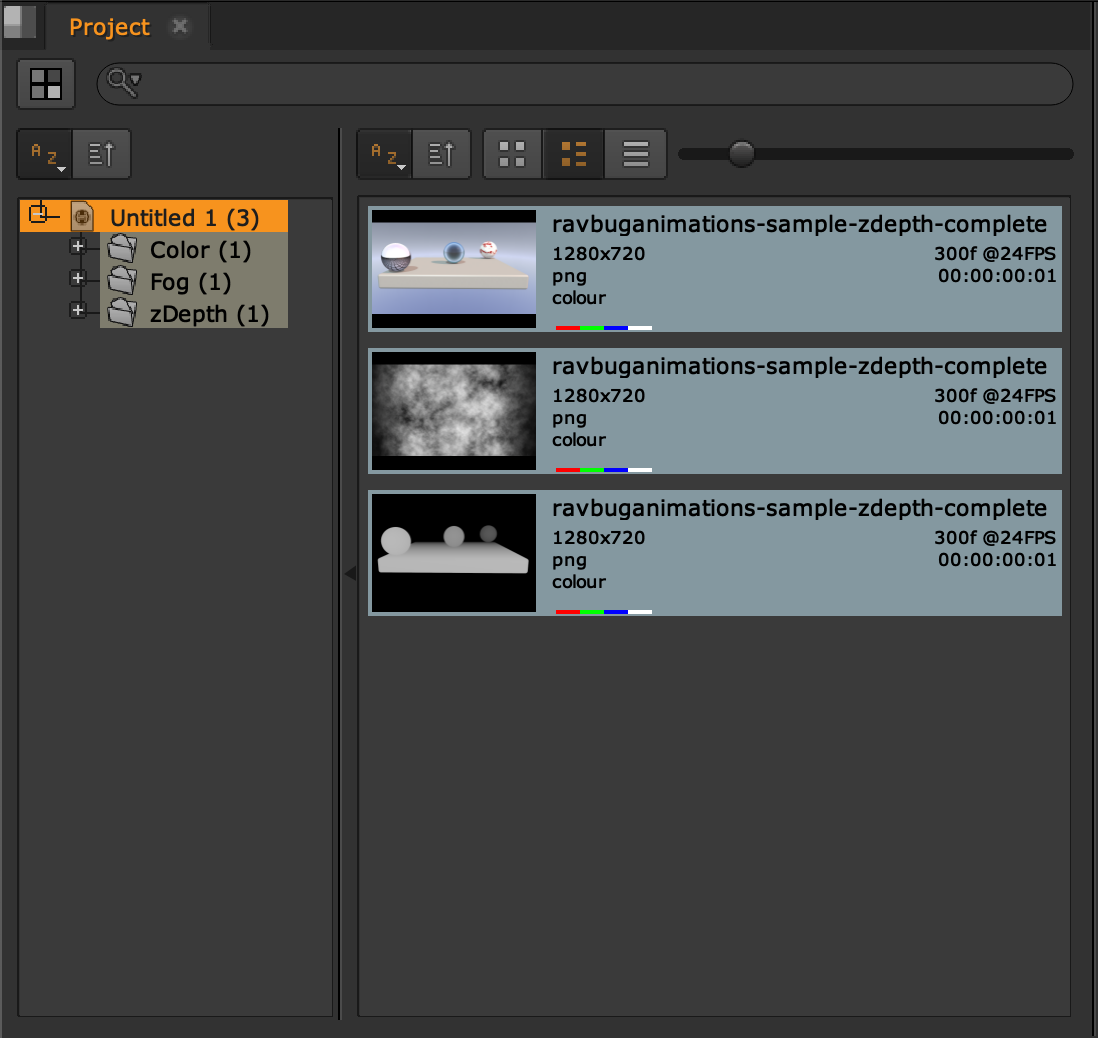 Project
A Z
A Z
Untitled 1 (3)
Color (1)
Fog (1)
zDepth (1)
ravbuganimations-sample-zdepth-complete
1280x720 300f @24FPS
png 00:00:00:01
colour
ravbuganimations-sample-zdepth-complete
1280x720 300f @24FPS
png 00:00:00:01
colour
ravbuganimations-sample-zdepth-complete
1280x720 300f @24FPS
png 00:00:00:01
colour